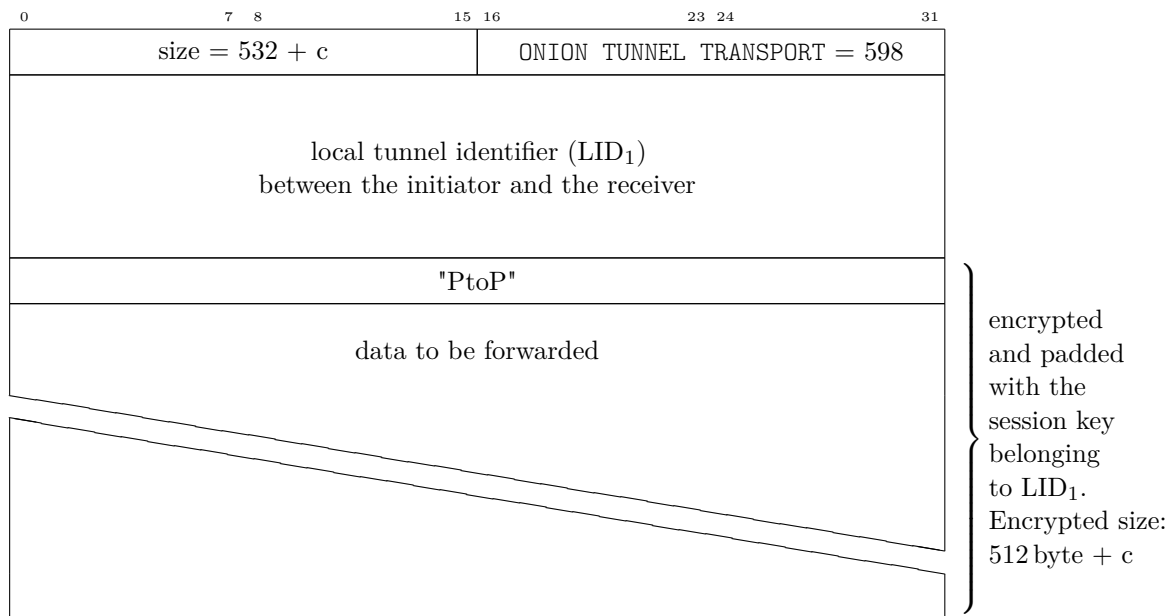 0 7 8 15 16 23 24 31
size = 532 + c ONION TUNNEL TRANSPORT = 598
local tunnel identifier (LID₁)
between the initiator and the receiver
"PtoP"
data to be forwarded
encrypted
and padded
with the
session key
belonging
to LID₁.
Encrypted size:
512 byte + c